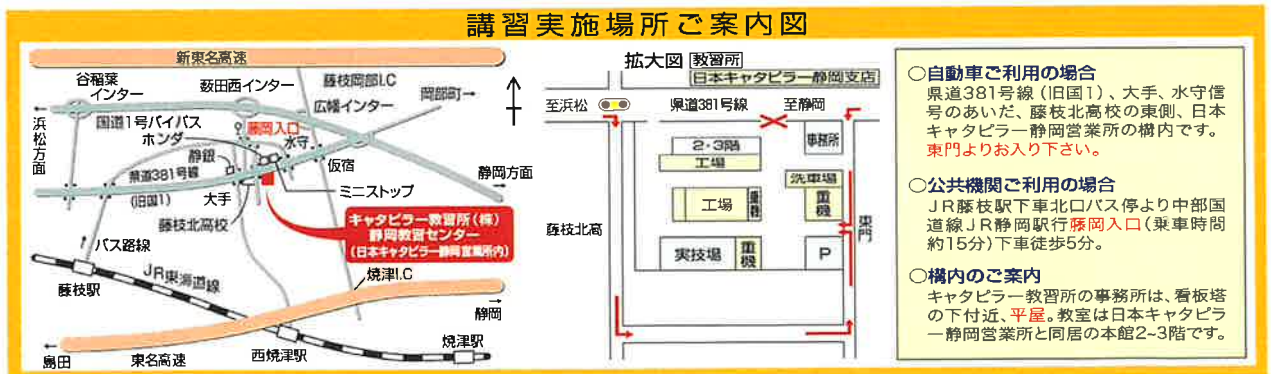 講習実施場所ご案内図
新東名高速
谷稲葉
インター
薮田西インター
藤枝岡部I.C
広幡インター
岡部町→
←浜松方面
国道1号バイパス
藤岡入口
ホンダ
水守
静銀
県道381号線
(旧国1)
大手
仮宿
静岡方面
ミニストップ
藤枝北高校
キャタピラー教習所(株)
静岡教習センター
(日本キャタピラー静岡営業所内)
バス路線
JR東海道線
藤枝駅
焼津I.C
静岡
島田
東名高速
西焼津駅
焼津駅
拡大図
教習所
日本キャタピラー静岡支店
至浜松
県道381号線
至静岡
2・3階
工場
事務所
洗車場
工場
重機
重機
藤枝北高
東門
実技場
重機
P
○自動車ご利用の場合
県道381号線(旧国1)、大手、水守信
号のあいだ、藤枝北高校の東側、日本
キャタピラー静岡営業所の構内です。
東門よりお入り下さい。
○公共機関ご利用の場合
JR藤枝駅下車北口バス停より中部国
道線JR静岡駅行藤岡入口(乗車時間
約15分)下車徒歩5分。
○構内のご案内
キャタピラー教習所の事務所は、看板塔
の下付近、平屋。教室は日本キャタピラ
ー静岡営業所と同居の本館2~3階です。